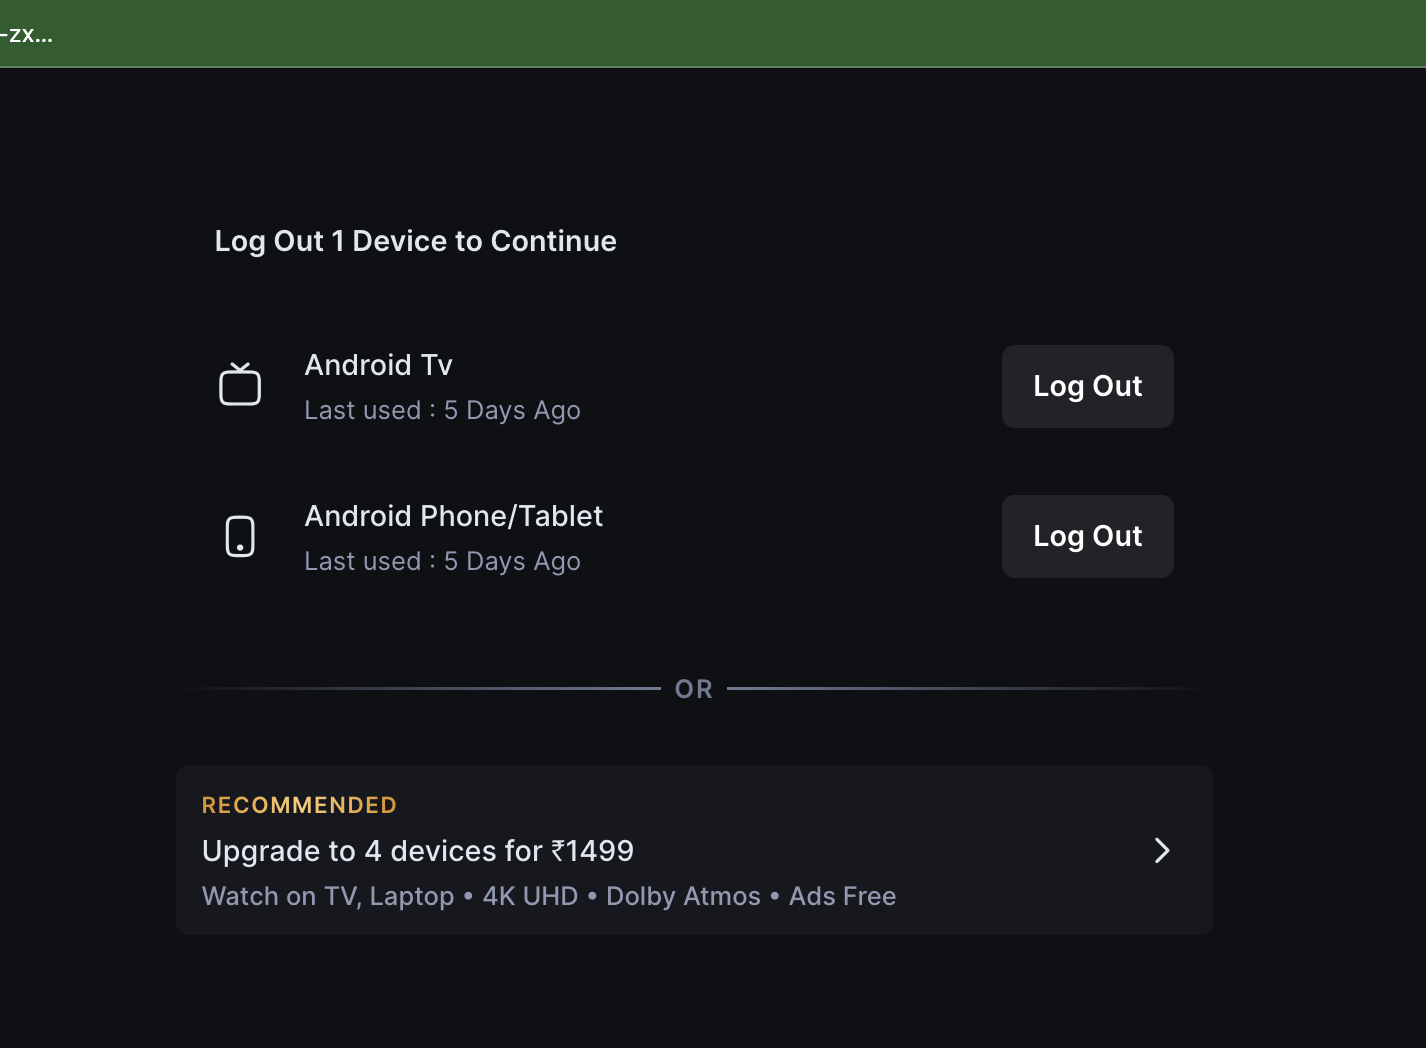 -zx...
Log Out 1 Device to Continue
Android Tv
Last used : 5 Days Ago
Log Out
Android Phone/Tablet
Last used : 5 Days Ago
Log Out
OR
RECOMMENDED
Upgrade to 4 devices for ₹1499
Watch on TV, Laptop • 4K UHD • Dolby Atmos • Ads Free